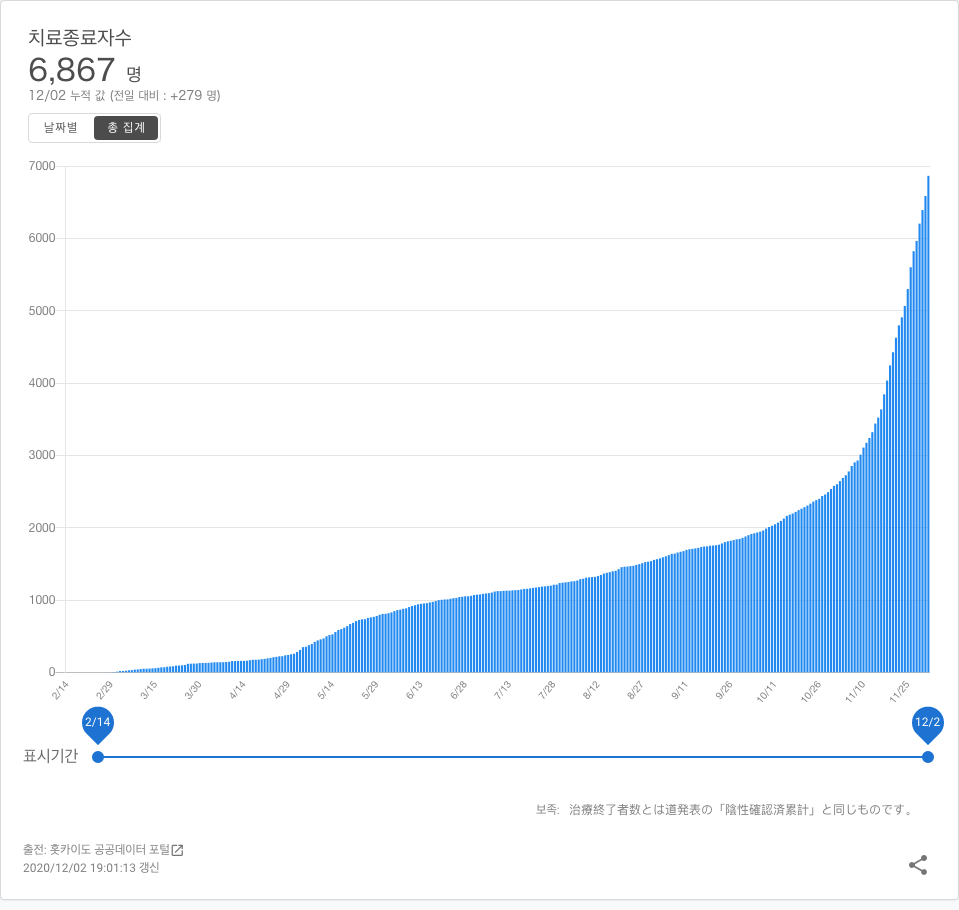 치료종료자수
6,867 명
12/02 누적 값 (전일 대비 : +279 명)
날짜별 총 집계
7000
6000
5000
4000
3000
2000
1000
0
2/14 2/29 3/15 3/30 4/14 4/29 5/14 5/29 6/13 6/28 7/13 7/28 8/12 8/27 9/11 9/26 10/11 10/26 11/10 11/25
2/14 12/2
표시기간
보족: 治療終了者数とは道発表の「陰性確認済累計」と同じものです。
출전: 홋카이도 공공데이터 포털
2020/12/02 19:01:13 갱신